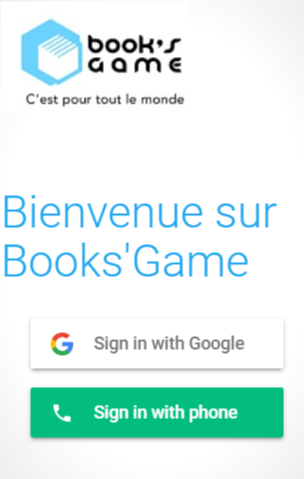 book's
GAME
C'est pour tout le monde
Bienvenue sur
Books'Game
Sign in with Google
Sign in with phone